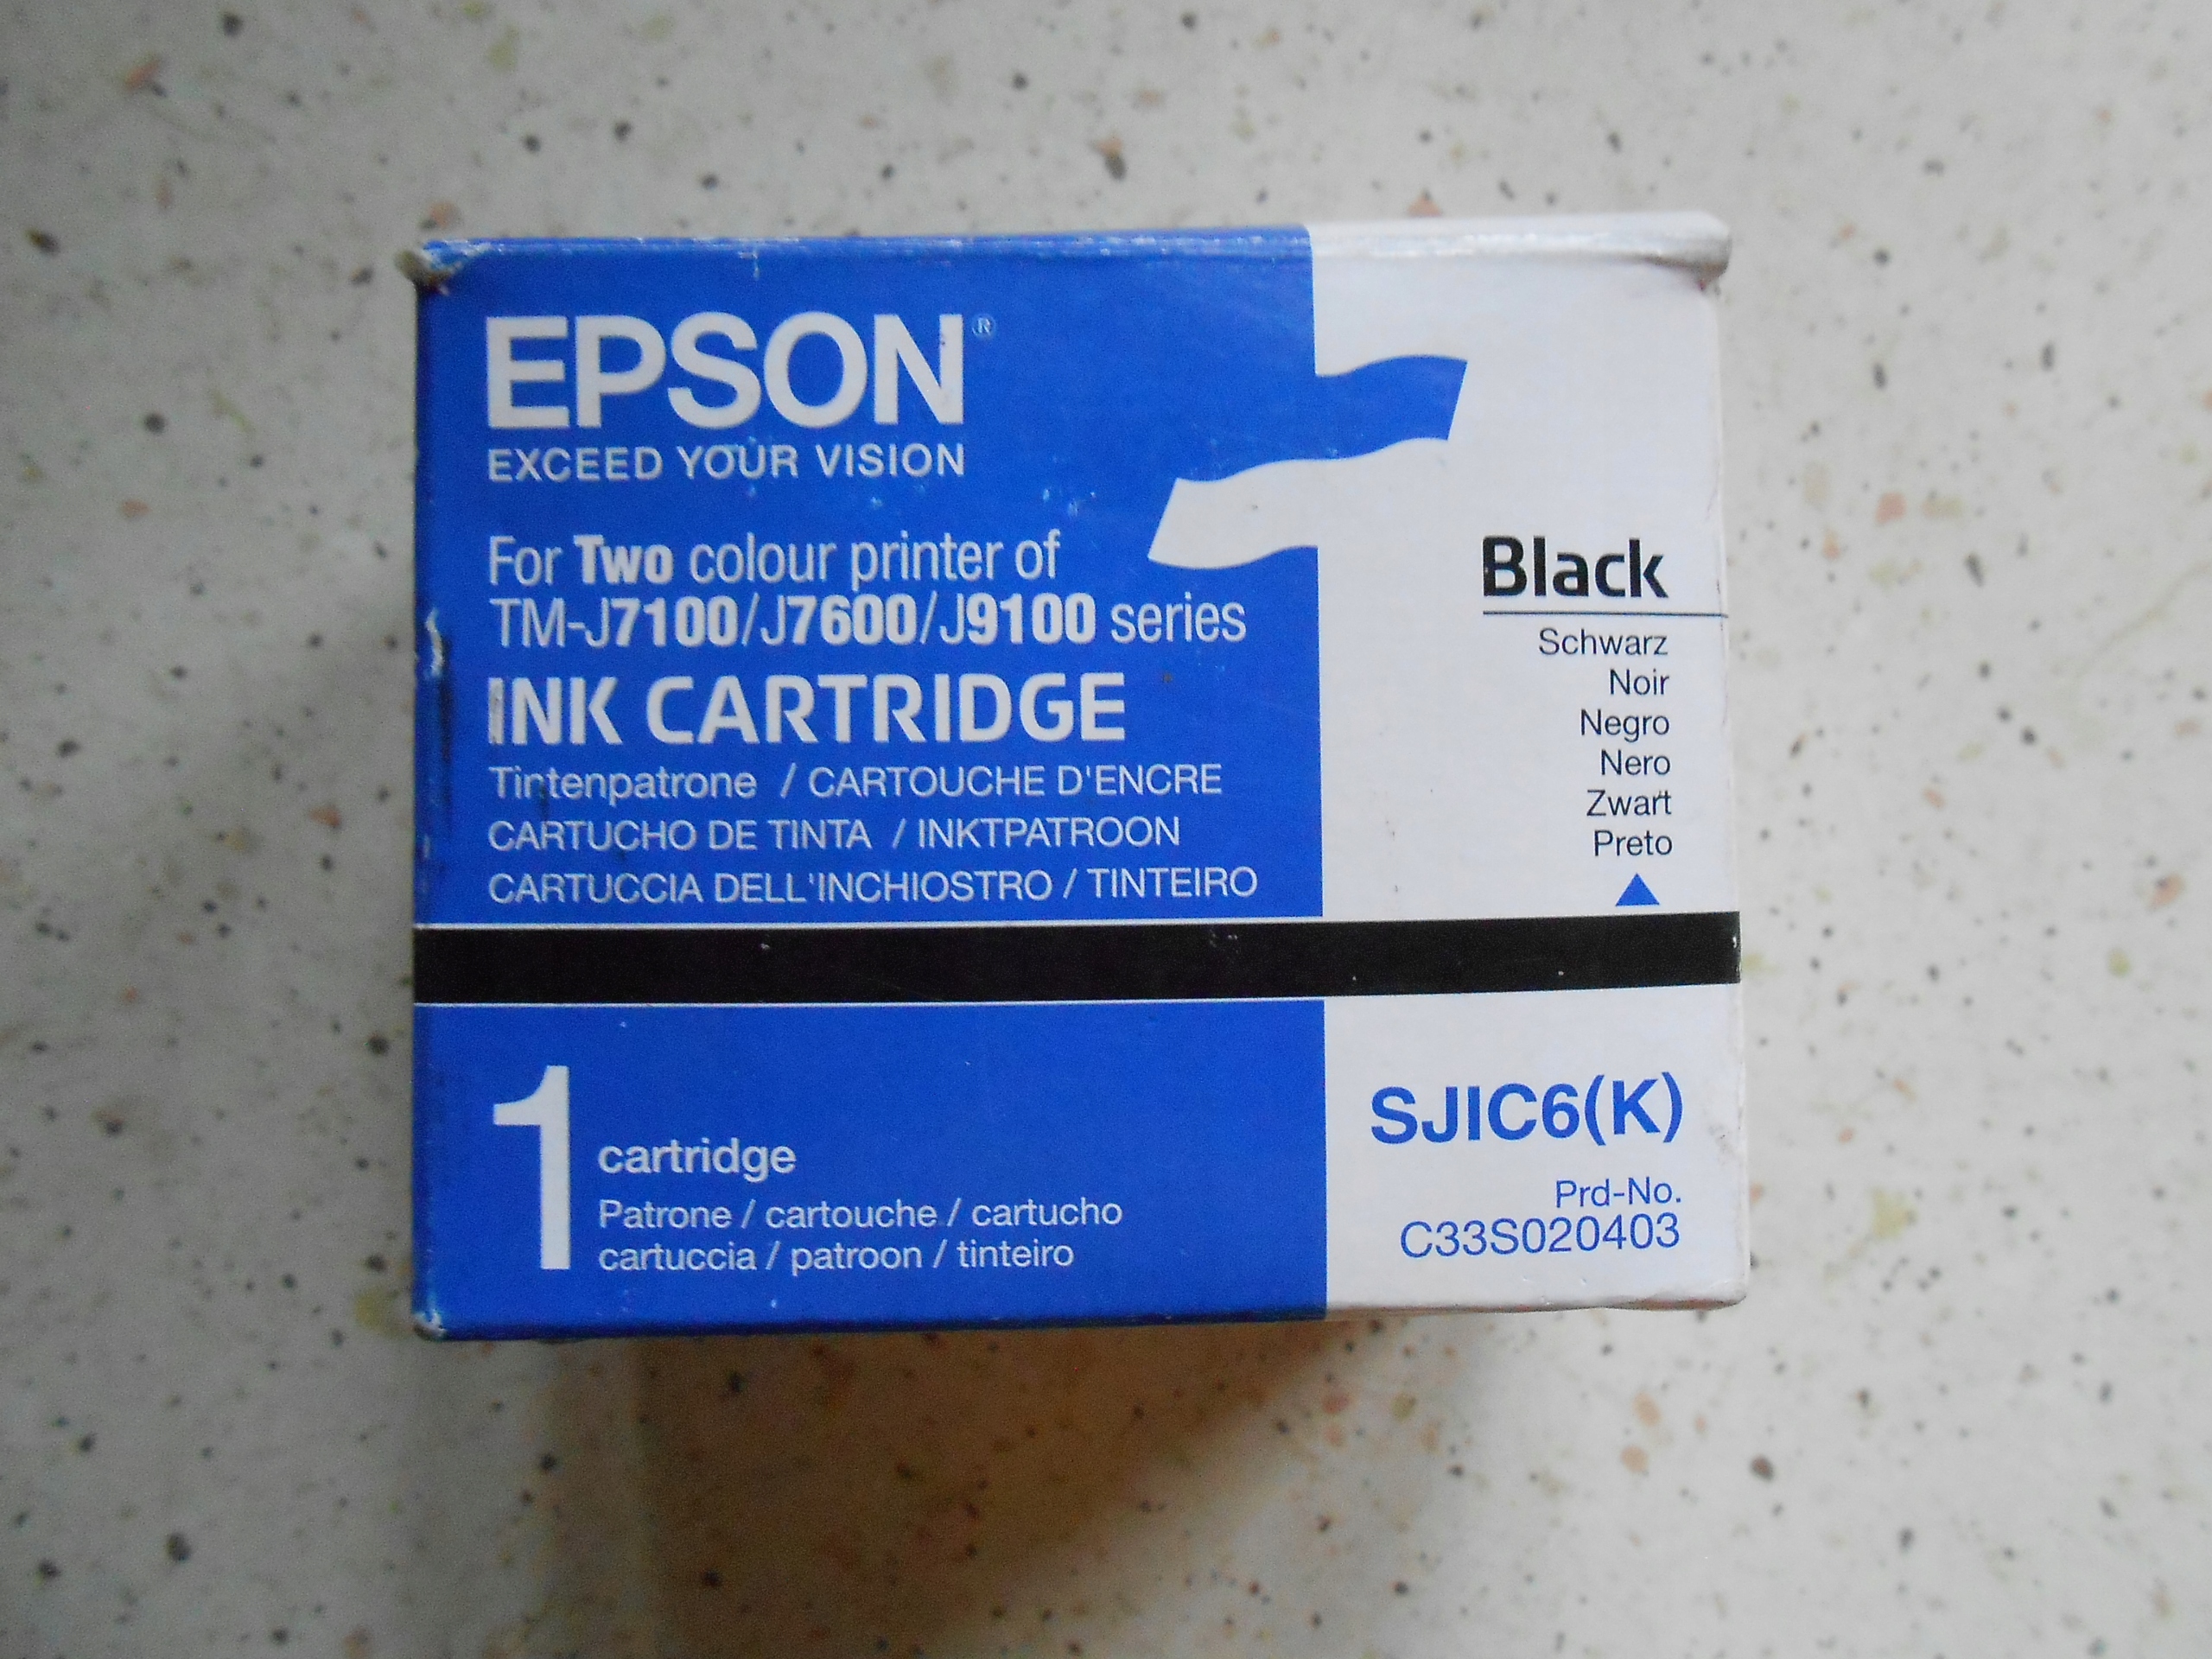 EPSON®
EXCEED YOUR VISION
For Two colour printer of
TM-J7100/J7600/J9100 series
INK CARTRIDGE
Tintenpatrone / CARTOUCHE D'ENCRE
CARTUCHO DE TINTA / INKTPATROON
CARTUCCIA DELL'INCHIOSTRO / TINTEIRO
Black
Schwarz
Noir
Negro
Nero
Zwart
Preto
1 cartridge
Patrone / cartouche / cartucho
cartuccia / patroon / tinteiro
SJIC6(K)
Prd-No.
C33S020403